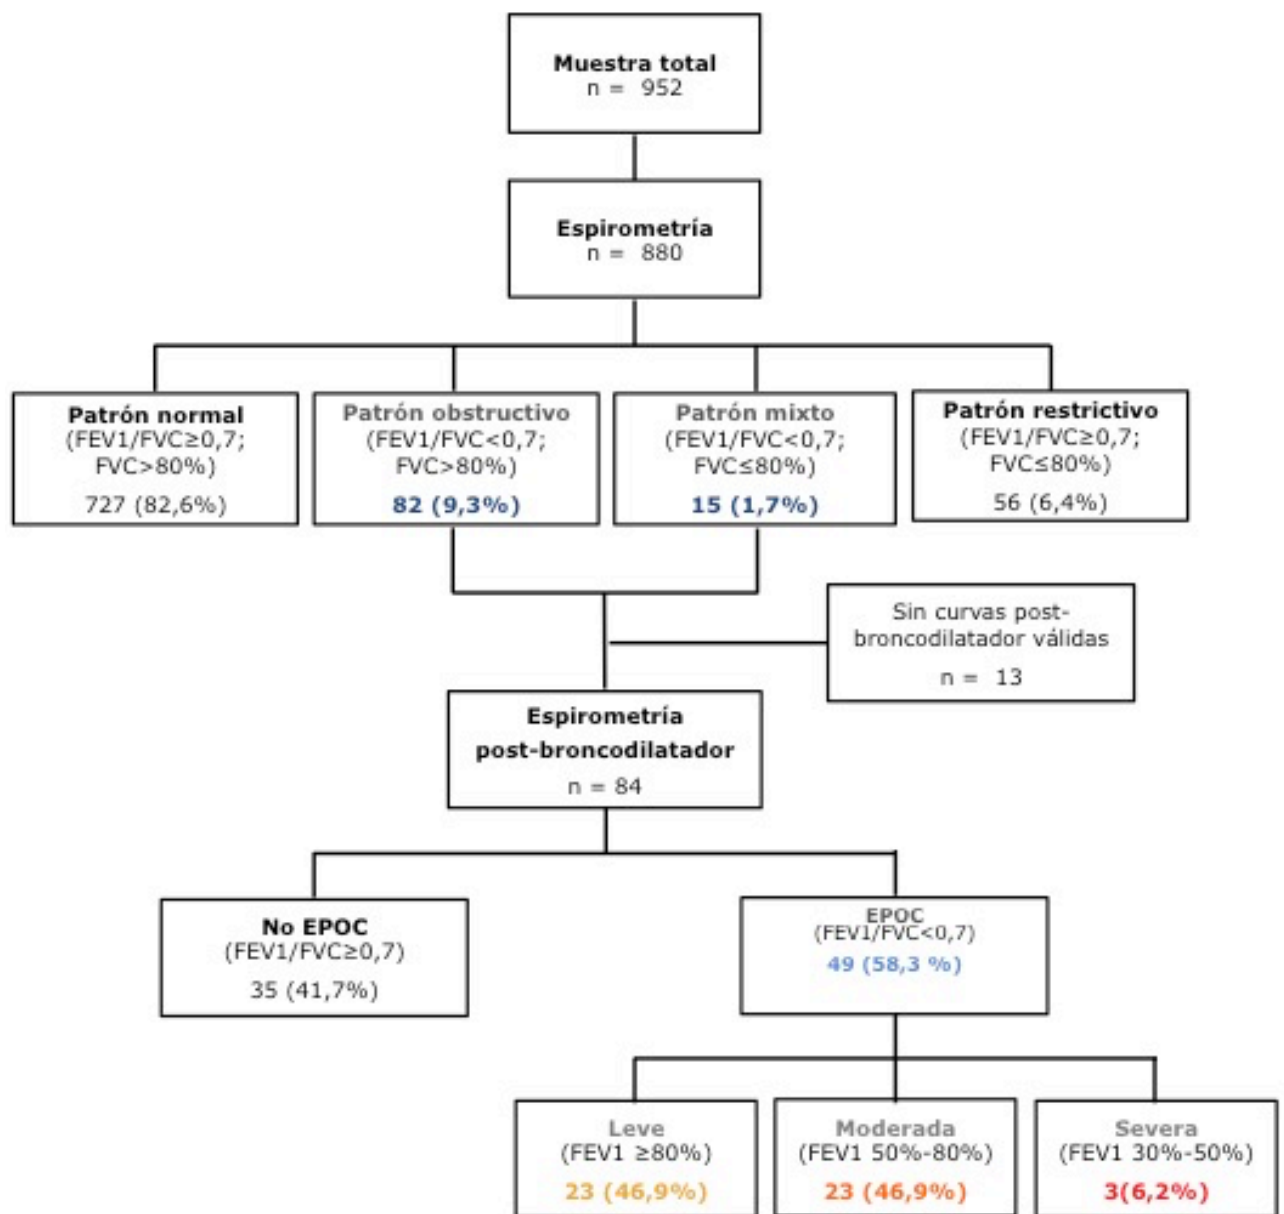 Muestra total
n = 952
Espirometría
n = 880
Patrón normal
(FEV1/FVC≥0,7;
FVC>80%)
727 (82,6%)
Patrón obstructivo
(FEV1/FVC<0,7;
FVC>80%)
82 (9,3%)
Patrón mixto
(FEV1/FVC<0,7;
FVC≤80%)
15 (1,7%)
Patrón restrictivo
(FEV1/FVC≥0,7;
FVC≤80%)
56 (6,4%)
Sin curvas post-
broncodilatador válidas
n = 13
Espirometría
post-broncodilatador
n = 84
No EPOC
(FEV1/FVC≥0,7)
35 (41,7%)
EPOC
(FEV1/FVC<0,7)
49 (58,3 %)
Leve
(FEV1 ≥80%)
23 (46,9%)
Moderada
(FEV1 50%-80%)
23 (46,9%)
Severa
(FEV1 30%-50%)
3(6,2%)